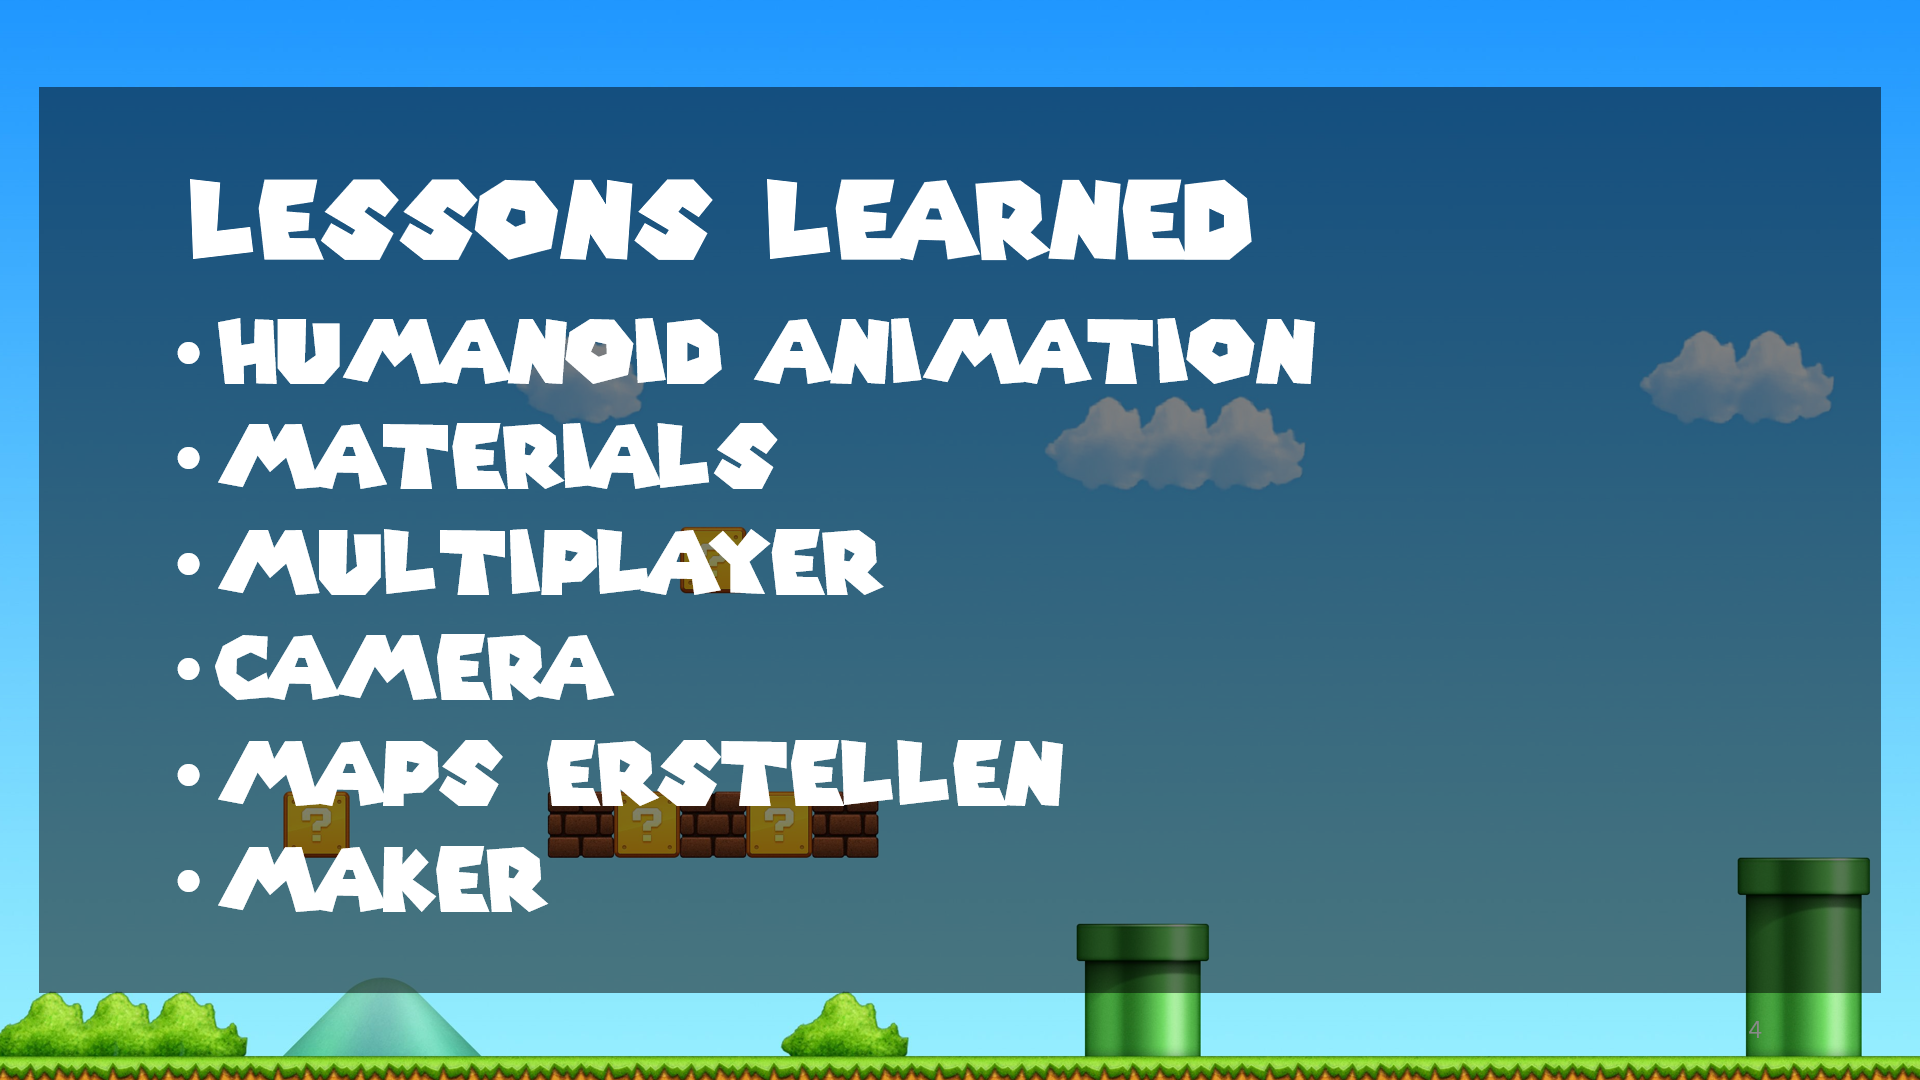 LESSONS LEARNED
• HUMANOID ANIMATION
• MATERIALS
• MULTIPLAYER
• CAMERA
• MAPS ERSTELLEN
? ? ?
• MAKER
4